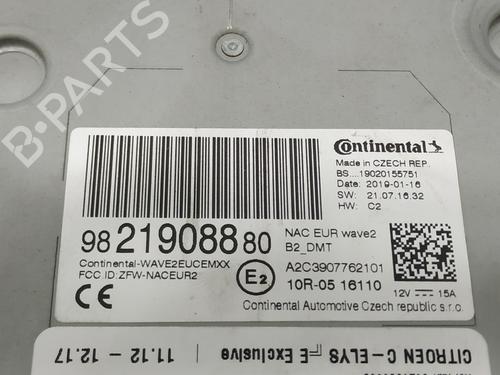 B-PARTS
Continental
Made in CZECH REP.
BS....19020155751
Date: 2019-01-16
SW: 21.07.16.32
HW: C2
98 219088 80
NAC EUR wave2
B2_DMT
Continental-WAVE2EUCEMXX
FCC ID:ZFW-NACEUR2
CE
E2
A2C3907762101
10R-05 16110
12V 15A
Continental Automotive Czech republic s.r.o.
CITROEN C-ELYS
E Exclusive
11.12 - 12.17